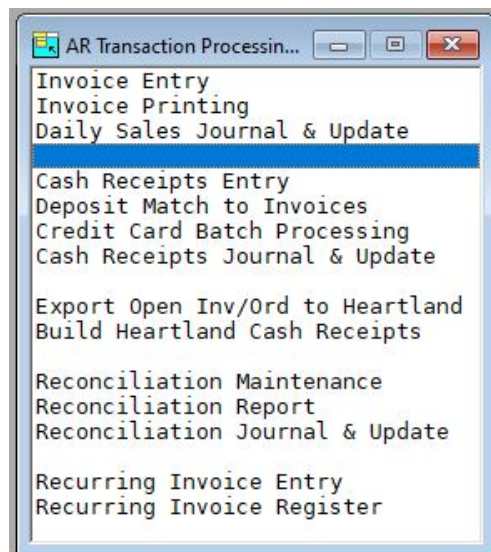 AR Transaction Processin...
Invoice Entry
Invoice Printing
Daily Sales Journal & Update
Cash Receipts Entry
Deposit Match to Invoices
Credit Card Batch Processing
Cash Receipts Journal & Update
Export Open Inv/Ord to Heartland
Build Heartland Cash Receipts
Reconciliation Maintenance
Reconciliation Report
Reconciliation Journal & Update
Recurring Invoice Entry
Recurring Invoice Register